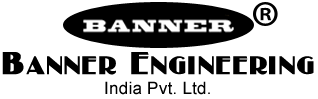 BANNER®
BANNER ENGINEERING
India Pvt. Ltd.